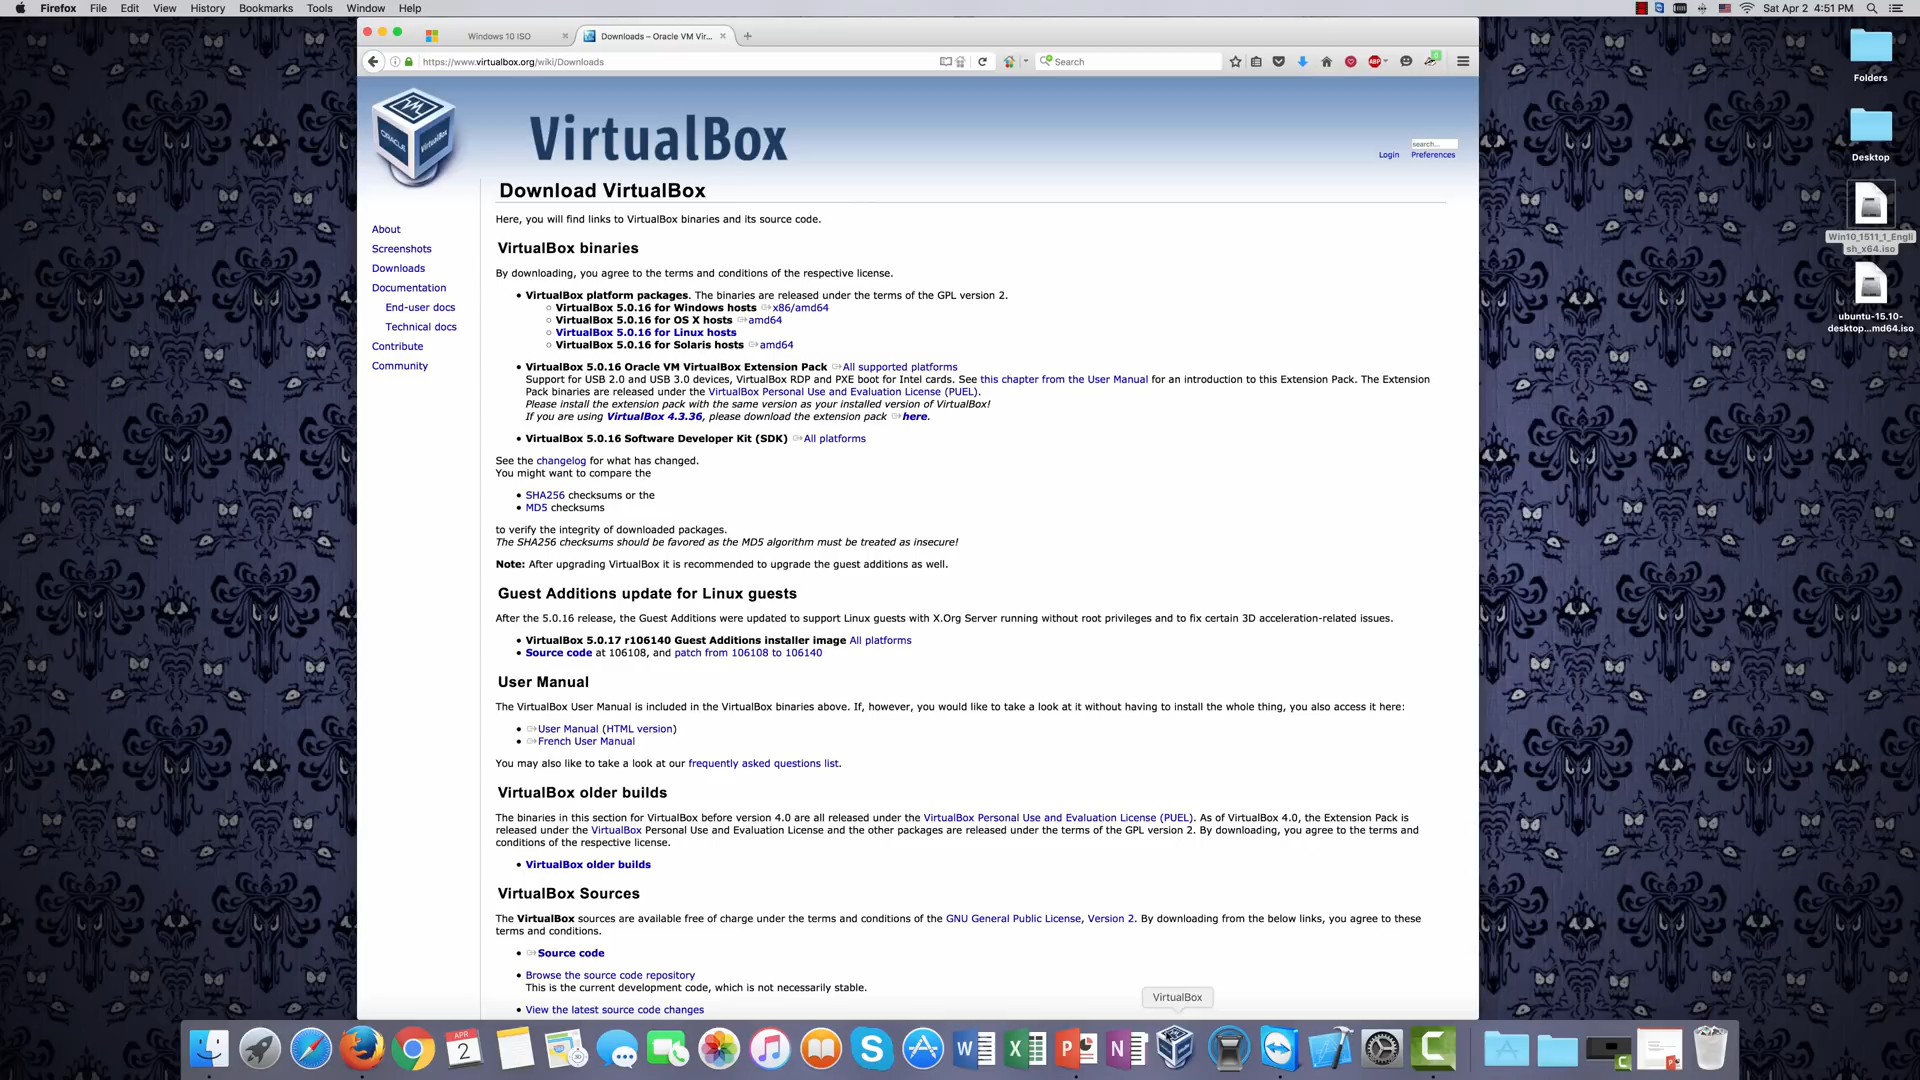 Firefox File Edit View History Bookmarks Tools Window Help
Sat Apr 2 4:51 PM
Windows 10 ISO
Downloads – Oracle VM Vir...
https://www.virtualbox.org/wiki/Downloads
Search
ABP
0
ORACLE
VirtualBox
VirtualBox
search...
Login Preferences
About
Screenshots
Downloads
Documentation
End-user docs
Technical docs
Contribute
Community
Download VirtualBox
Here, you will find links to VirtualBox binaries and its source code.
VirtualBox binaries
By downloading, you agree to the terms and conditions of the respective license.
• VirtualBox platform packages. The binaries are released under the terms of the GPL version 2.
○ VirtualBox 5.0.16 for Windows hosts x86/amd64
○ VirtualBox 5.0.16 for OS X hosts amd64
○ VirtualBox 5.0.16 for Linux hosts
○ VirtualBox 5.0.16 for Solaris hosts amd64
• VirtualBox 5.0.16 Oracle VM VirtualBox Extension Pack All supported platforms
Support for USB 2.0 and USB 3.0 devices, VirtualBox RDP and PXE boot for Intel cards. See this chapter from the User Manual for an introduction to this Extension Pack. The Extension
Pack binaries are released under the VirtualBox Personal Use and Evaluation License (PUEL).
Please install the extension pack with the same version as your installed version of VirtualBox!
If you are using VirtualBox 4.3.36, please download the extension pack here.
• VirtualBox 5.0.16 Software Developer Kit (SDK) All platforms
See the changelog for what has changed.
You might want to compare the
• SHA256 checksums or the
• MD5 checksums
to verify the integrity of downloaded packages.
The SHA256 checksums should be favored as the MD5 algorithm must be treated as insecure!
Note: After upgrading VirtualBox it is recommended to upgrade the guest additions as well.
Guest Additions update for Linux guests
After the 5.0.16 release, the Guest Additions were updated to support Linux guests with X.Org Server running without root privileges and to fix certain 3D acceleration-related issues.
• VirtualBox 5.0.17 r106140 Guest Additions installer image All platforms
• Source code at 106108, and patch from 106108 to 106140
User Manual
The VirtualBox User Manual is included in the VirtualBox binaries above. If, however, you would like to take a look at it without having to install the whole thing, you also access it here:
• User Manual (HTML version)
• French User Manual
You may also like to take a look at our frequently asked questions list.
VirtualBox older builds
The binaries in this section for VirtualBox before version 4.0 are all released under the VirtualBox Personal Use and Evaluation License (PUEL). As of VirtualBox 4.0, the Extension Pack is
released under the VirtualBox Personal Use and Evaluation License and the other packages are released under the terms of the GPL version 2. By downloading, you agree to the terms and
conditions of the respective license.
• VirtualBox older builds
VirtualBox Sources
The VirtualBox sources are available free of charge under the terms and conditions of the GNU General Public License, Version 2. By downloading from the below links, you agree to these
terms and conditions.
• Source code
• Browse the source code repository
This is the current development code, which is not necessarily stable.
• View the latest source code changes
VirtualBox
Folders
Desktop
Win10_1511_1_Engli
sh_x64.iso
ubuntu-15.10-
desktop...md64.iso
APR
2